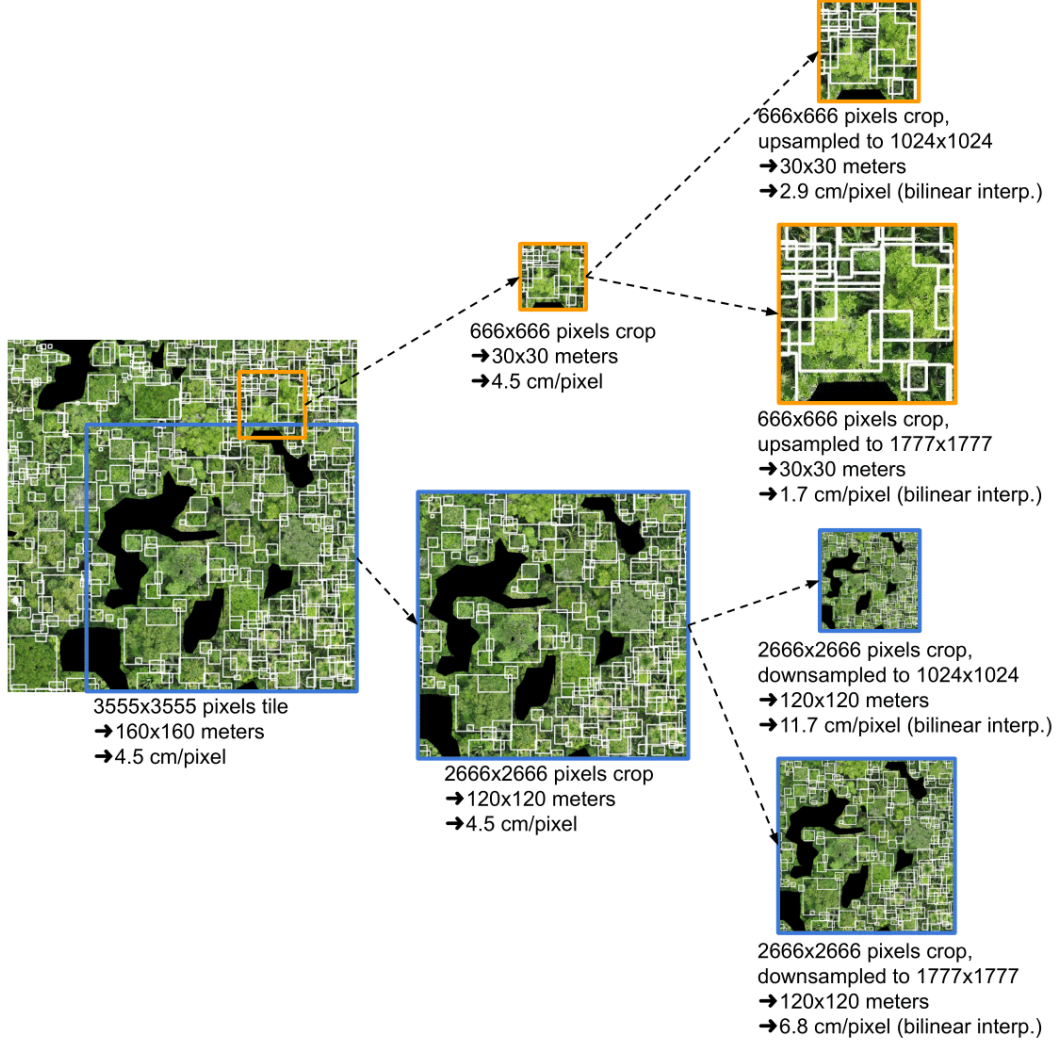 666x666 pixels crop,
upsampled to 1024x1024
➔30x30 meters
➔2.9 cm/pixel (bilinear interp.)
666x666 pixels crop
➔30x30 meters
➔4.5 cm/pixel
666x666 pixels crop,
upsampled to 1777x1777
➔30x30 meters
➔1.7 cm/pixel (bilinear interp.)
3555x3555 pixels tile
➔160x160 meters
➔4.5 cm/pixel
2666x2666 pixels crop
➔120x120 meters
➔4.5 cm/pixel
2666x2666 pixels crop,
downsampled to 1024x1024
➔120x120 meters
➔11.7 cm/pixel (bilinear interp.)
2666x2666 pixels crop,
downsampled to 1777x1777
➔120x120 meters
➔6.8 cm/pixel (bilinear interp.)